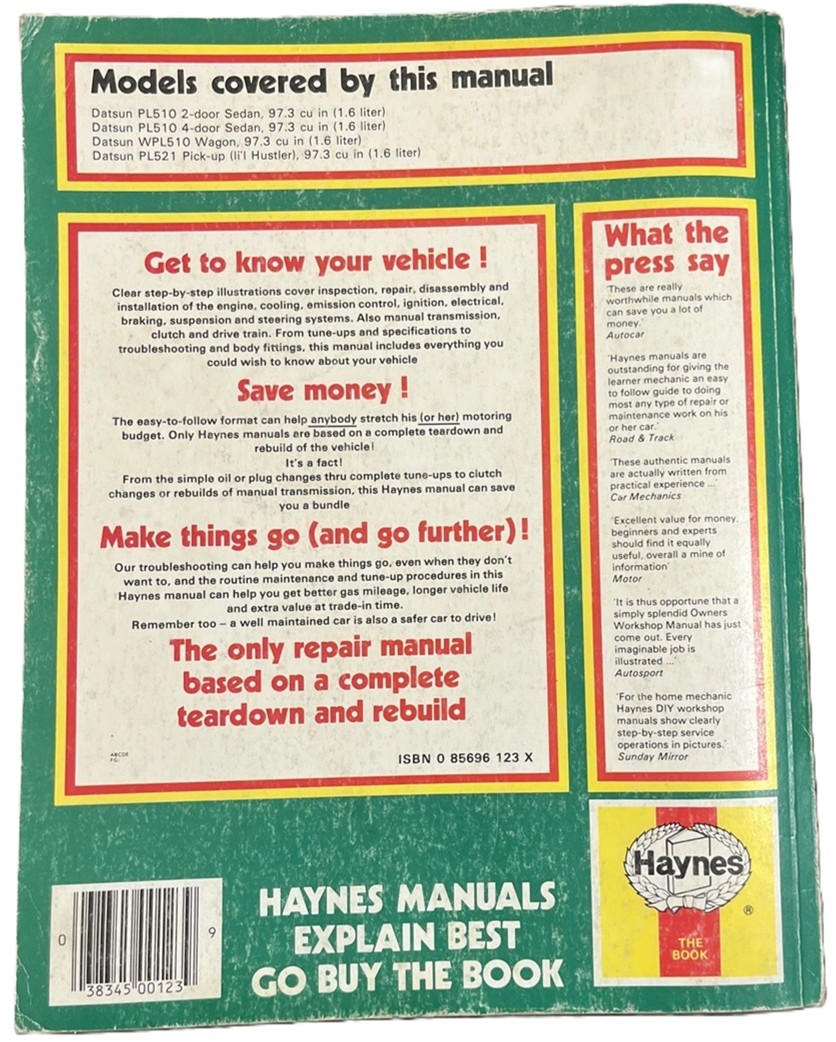 Models covered by this manual
Datsun PL510 2-door Sedan, 97.3 cu in (1.6 liter)
Datsun PL510 4-door Sedan, 97.3 cu in (1.6 liter)
Datsun WPL510 Wagon, 97.3 cu in (1.6 liter)
Datsun PL521 Pick-up (li'l Hustler), 97.3 cu in (1.6 liter)
Get to know your vehicle !
Clear step-by-step illustrations cover inspection, repair, disassembly and
installation of the engine, cooling, emission control, ignition, electrical,
braking, suspension and steering systems. Also manual transmission,
clutch and drive train. From tune-ups and specifications to
troubleshooting and body fittings, this manual includes everything you
could wish to know about your vehicle
Save money !
The easy-to-follow format can help anybody stretch his (or her) motoring
budget. Only Haynes manuals are based on a complete teardown and
rebuild of the vehicle!
It's a fact!
From the simple oil or plug changes thru complete tune-ups to clutch
changes or rebuilds of manual transmission, this Haynes manual can save
you a bundle
Make things go (and go further)!
Our troubleshooting can help you make things go, even when they don't
want to, and the routine maintenance and tune-up procedures in this
Haynes manual can help you get better gas mileage, longer vehicle life
and extra value at trade-in time.
Remember too – a well maintained car is also a safer car to drive!
The only repair manual
based on a complete
teardown and rebuild
ABCDE
FG
ISBN 0 85696 123 X
What the
press say
'These are really
worthwhile manuals which
can save you a lot of
money.'
Autocar
'Haynes manuals are
outstanding for giving the
learner mechanic an easy
to follow guide to doing
most any type of repair or
maintenance work on his
or her car.'
Road & Track
'These authentic manuals
are actually written from
practical experience ...'
Car Mechanics
'Excellent value for money,
beginners and experts
should find it equally
useful, overall a mine of
information'
Motor
'It is thus opportune that a
simply splendid Owners
Workshop Manual has just
come out. Every
imaginable job is
illustrated ...'
Autosport
'For the home mechanic
Haynes DIY workshop
manuals show clearly
step-by-step service
operations in pictures.'
Sunday Mirror
0 38345 00123 9
HAYNES MANUALS
EXPLAIN BEST
GO BUY THE BOOK
Haynes
®
THE
BOOK